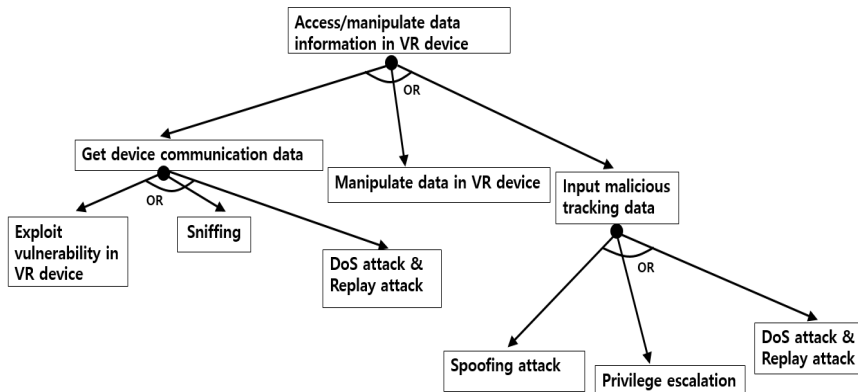 Access/manipulate data
information in VR device
OR
Get device communication data
Manipulate data in VR device
Input malicious
tracking data
OR
Exploit
vulnerability in
VR device
Sniffing
DoS attack &
Replay attack
OR
Spoofing attack
Privilege escalation
DoS attack &
Replay attack